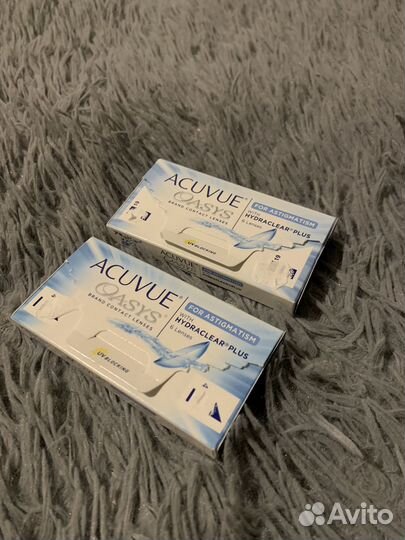 ACUVUE®
OASYS®
BRAND CONTACT LENSES
FOR ASTIGMATISM
WITH
HYDRACLEAR® PLUS
6 Lenses
UV BLOCKING
ACUVUE®
OASYS®
BRAND CONTACT LENSES
FOR ASTIGMATISM
WITH
HYDRACLEAR® PLUS
6 Lenses
UV BLOCKING
Avito